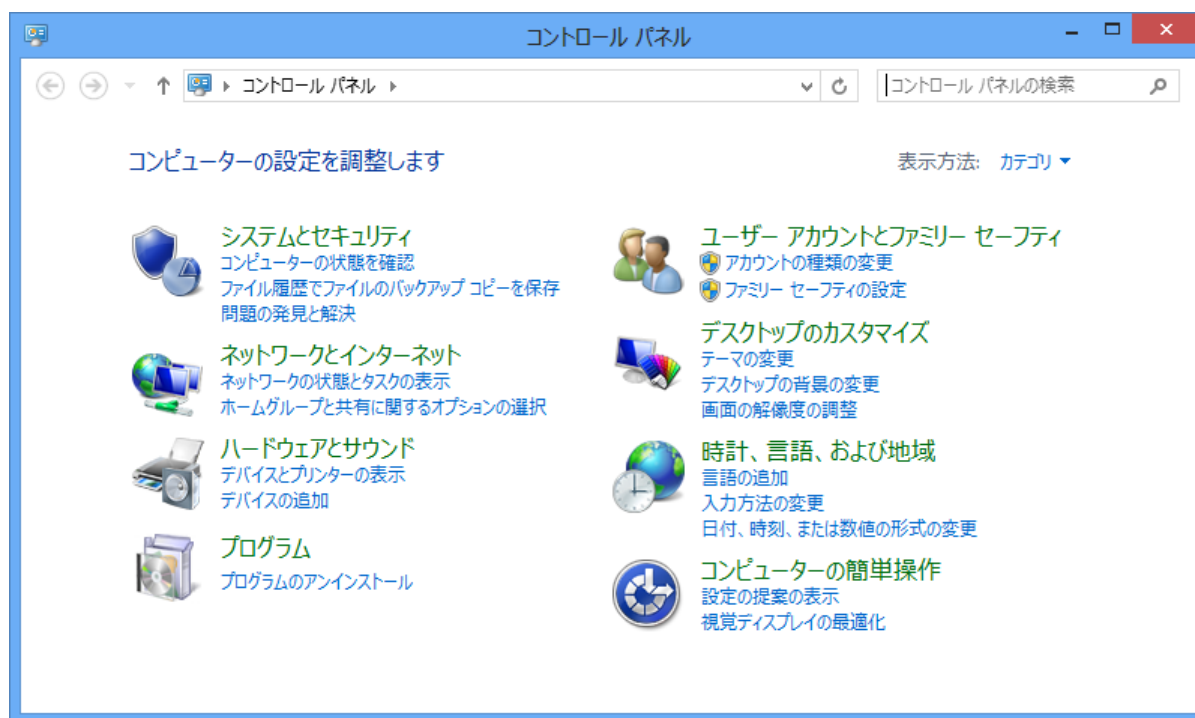 コントロール パネル
コントロール パネル
コントロール パネルの検索
コンピューターの設定を調整します
表示方法: カテゴリ
システムとセキュリティ
コンピューターの状態を確認
ファイル履歴でファイルのバックアップ コピーを保存
問題の発見と解決
ネットワークとインターネット
ネットワークの状態とタスクの表示
ホームグループと共有に関するオプションの選択
ハードウェアとサウンド
デバイスとプリンターの表示
デバイスの追加
プログラム
プログラムのアンインストール
ユーザー アカウントとファミリー セーフティ
アカウントの種類の変更
ファミリー セーフティの設定
デスクトップのカスタマイズ
テーマの変更
デスクトップの背景の変更
画面の解像度の調整
時計、言語、および地域
言語の追加
入力方法の変更
日付、時刻、または数値の形式の変更
コンピューターの簡単操作
設定の提案の表示
視覚ディスプレイの最適化